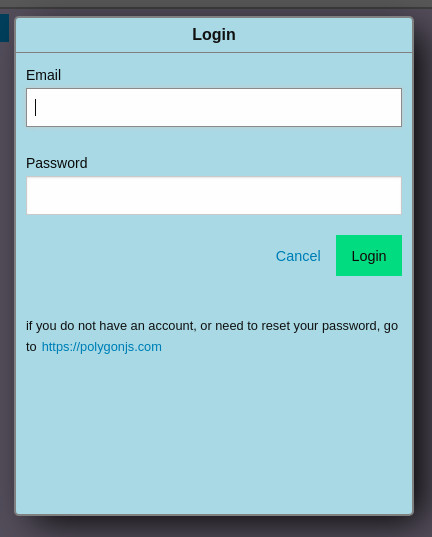 Login
Email
Password
Cancel Login
if you do not have an account, or need to reset your password, go
to https://polygonjs.com